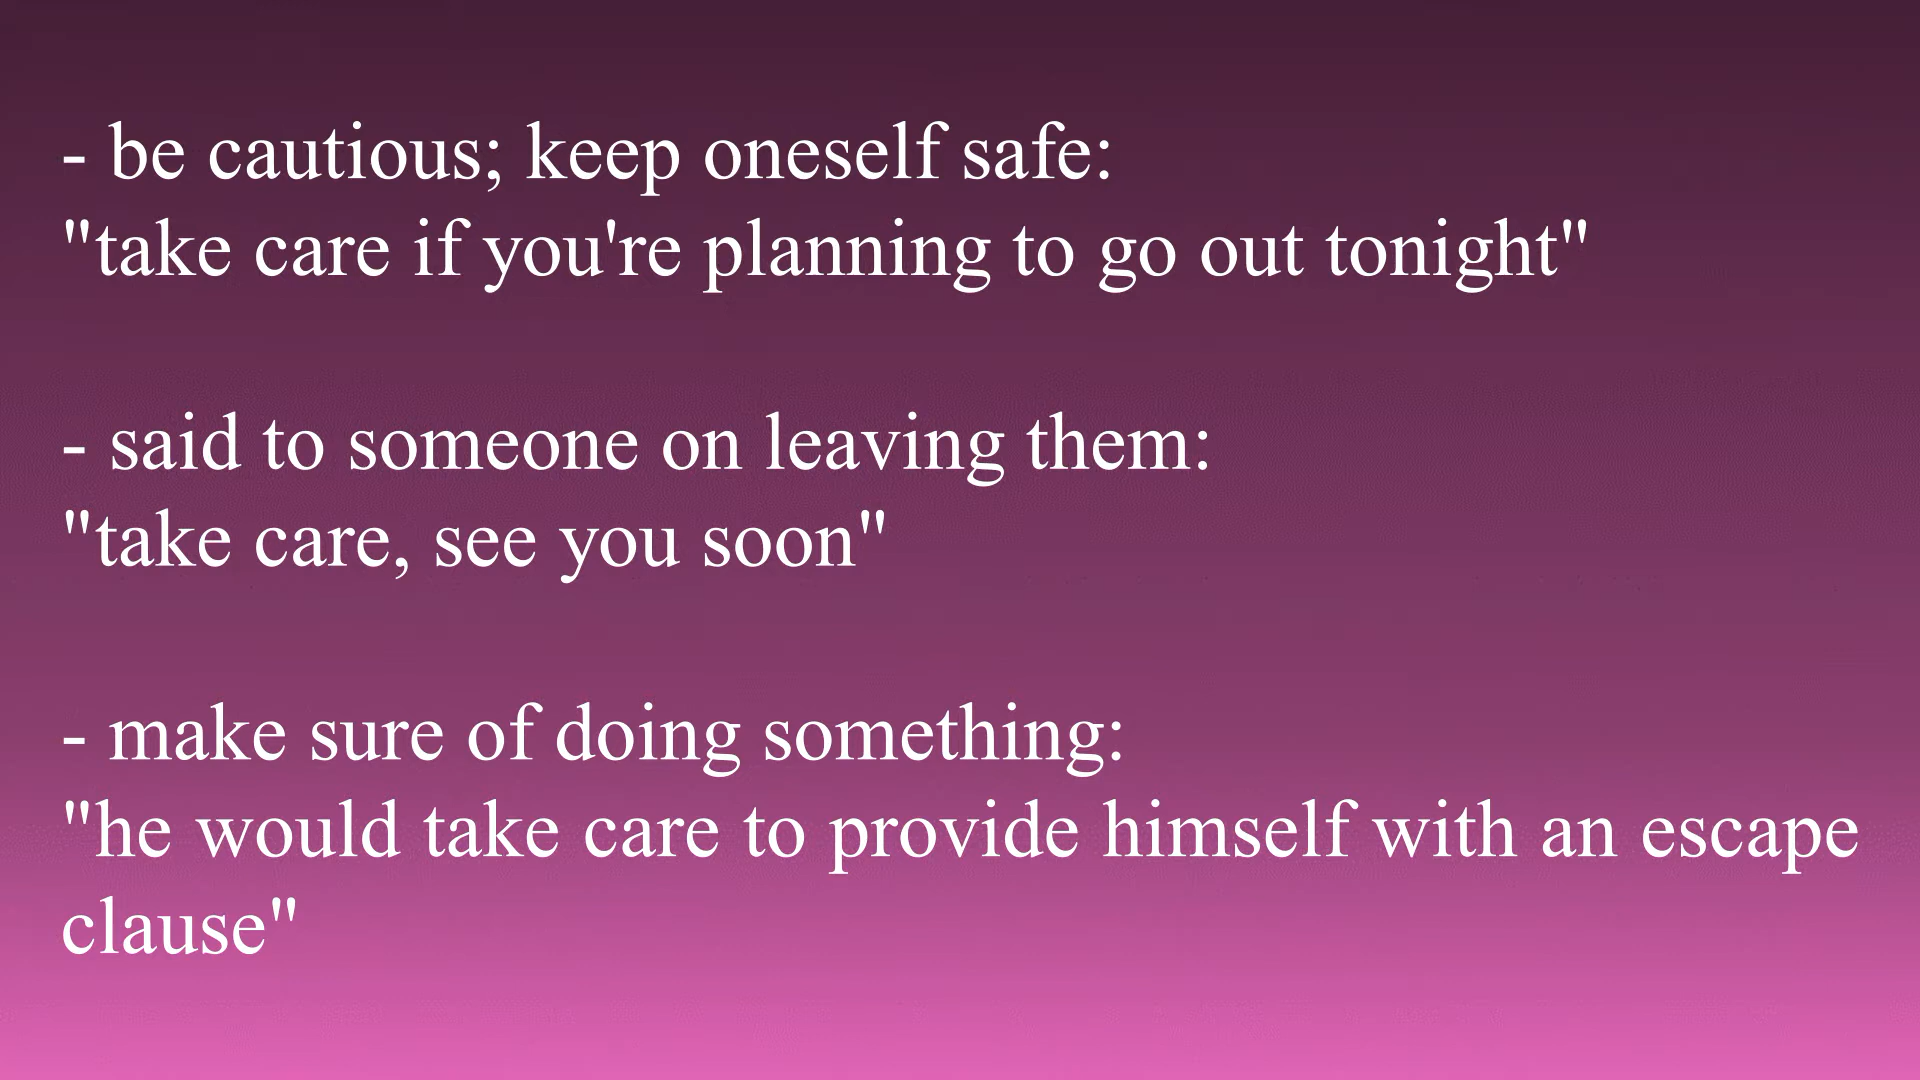 - be cautious; keep oneself safe:
"take care if you're planning to go out tonight"
- said to someone on leaving them:
"take care, see you soon"
- make sure of doing something:
"he would take care to provide himself with an escape
clause"